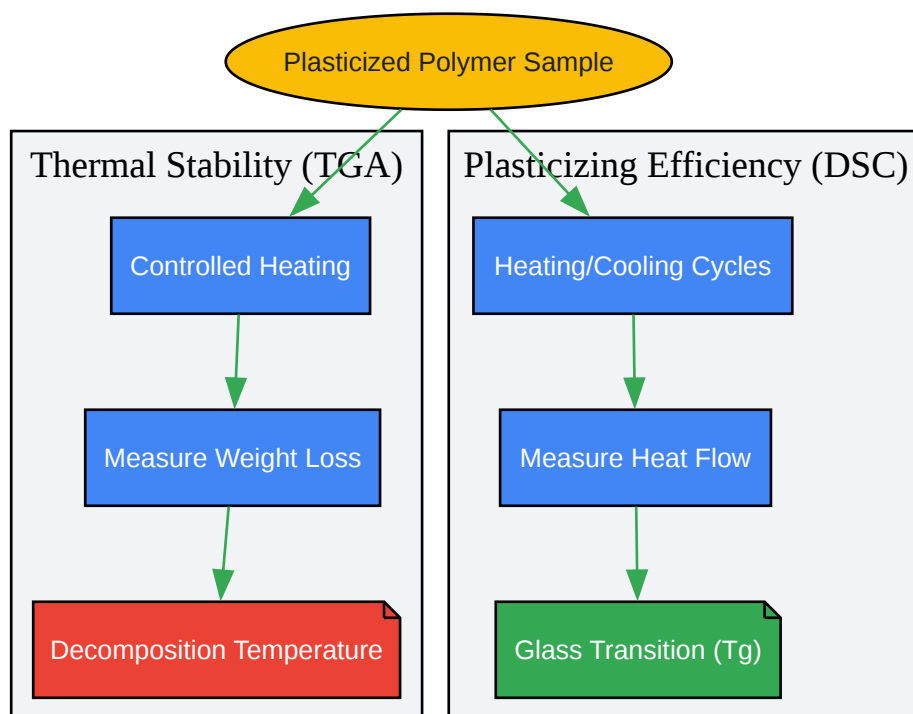 Plasticized Polymer Sample
Thermal Stability (TGA)
Plasticizing Efficiency (DSC)
Controlled Heating
Heating/Cooling Cycles
Measure Weight Loss
Measure Heat Flow
Decomposition Temperature
Glass Transition (Tg)